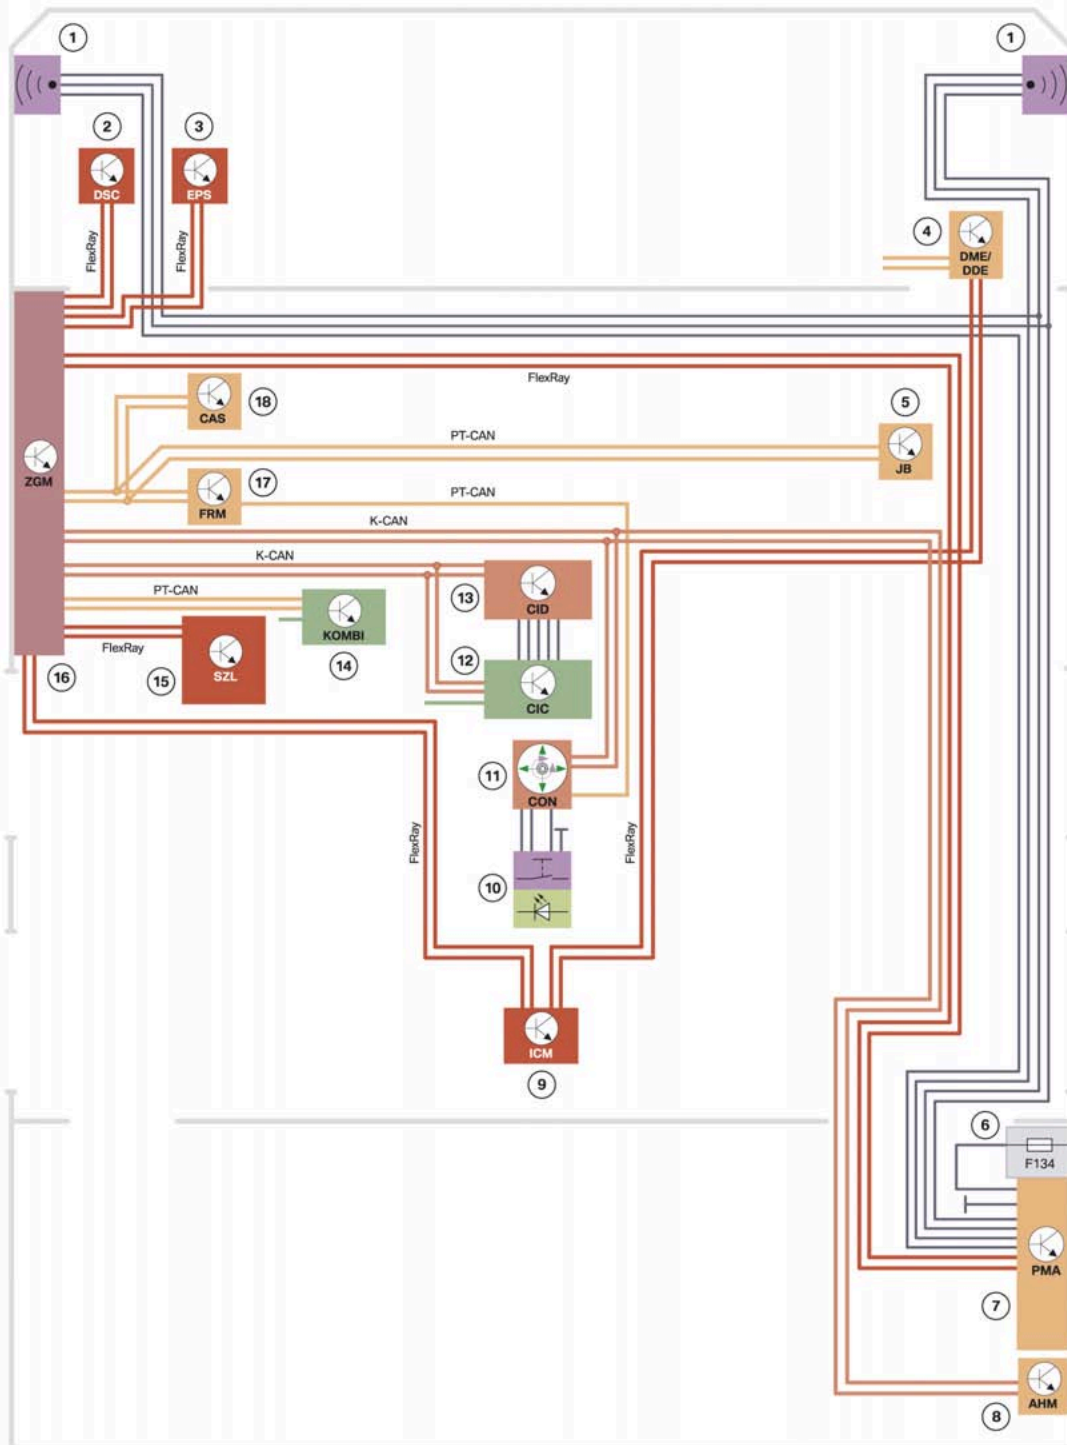 1
1
2
3
DSC
EPS
4
FlexRay
FlexRay
DME/
DDE
FlexRay
18
CAS
5
PT-CAN
JB
ZGM
17
PT-CAN
FRM
K-CAN
K-CAN
PT-CAN
13
CID
KOMBI
FlexRay
14
12
16
15
SZL
CIC
11
CON
FlexRay
FlexRay
10
ICM
9
6
F134
PMA
7
AHM
8